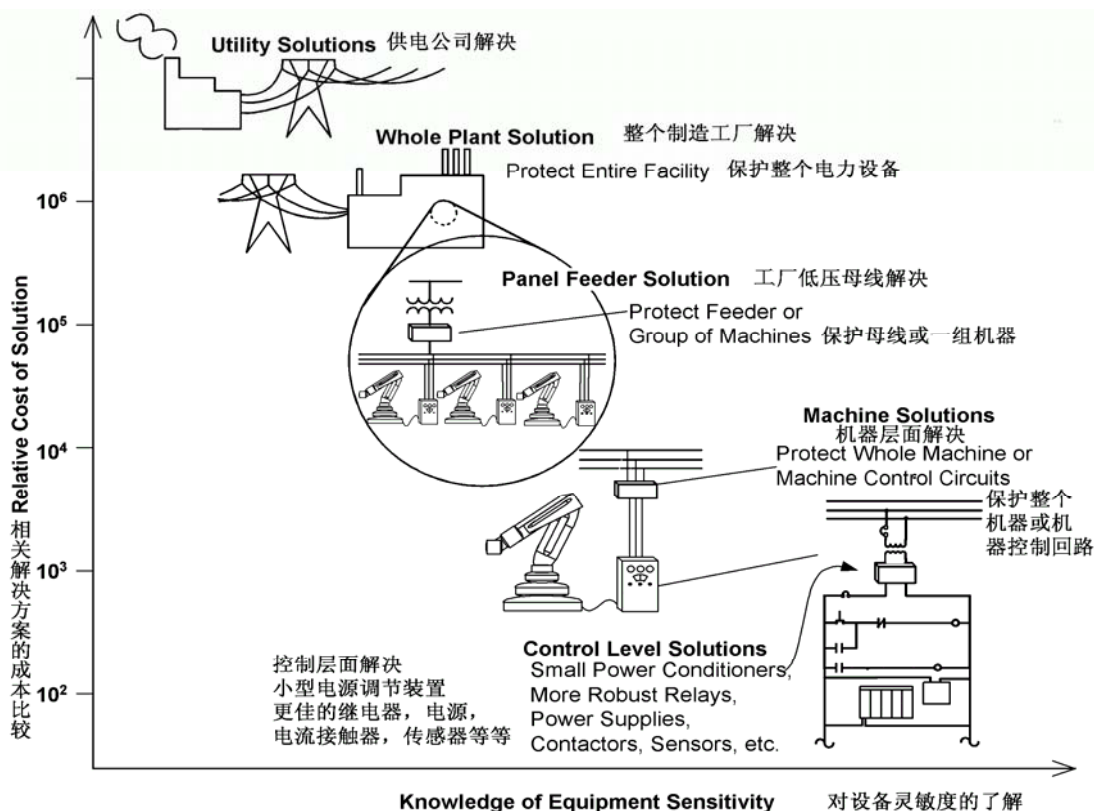 Utility Solutions 供电公司解决
Whole Plant Solution 整个制造工厂解决
Protect Entire Facility 保护整个电力设备
10⁶
Panel Feeder Solution 工厂低压母线解决
Protect Feeder or
Group of Machines 保护母线或一组机器
10⁵
Machine Solutions
机器层面解决
Protect Whole Machine or
Machine Control Circuits
保护整个
机器或机
器控制回路
10⁴
10³
Control Level Solutions
Small Power Conditioners,
More Robust Relays,
Power Supplies,
Contactors, Sensors, etc.
控制层面解决
小型电源调节装置
更佳的继电器，电源，
电流接触器，传感器等等
10²
Relative Cost of Solution
相关解决方案的成本比较
Knowledge of Equipment Sensitivity 对设备灵敏度的了解